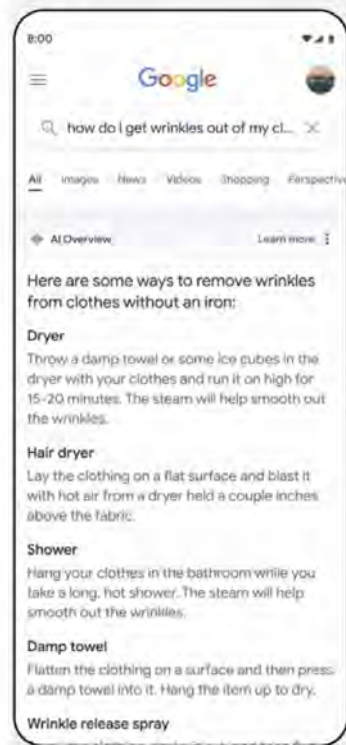 8:00
Google
how do I get wrinkles out of my cl...
All Images News Videos Shopping Perspective
AI Overview Learn more
Here are some ways to remove wrinkles
from clothes without an iron:
Dryer
Throw a damp towel or some ice cubes in the
dryer with your clothes and run it on high for
15-20 minutes. The steam will help smooth out
the wrinkles.
Hair dryer
Lay the clothing on a flat surface and blast it
with hot air from a dryer held a couple inches
above the fabric.
Shower
Hang your clothes in the bathroom while you
take a long, hot shower. The steam will help
smooth out the wrinkles.
Damp towel
Flatten the clothing on a surface and then press
a damp towel into it. Hang the item up to dry.
Wrinkle release spray